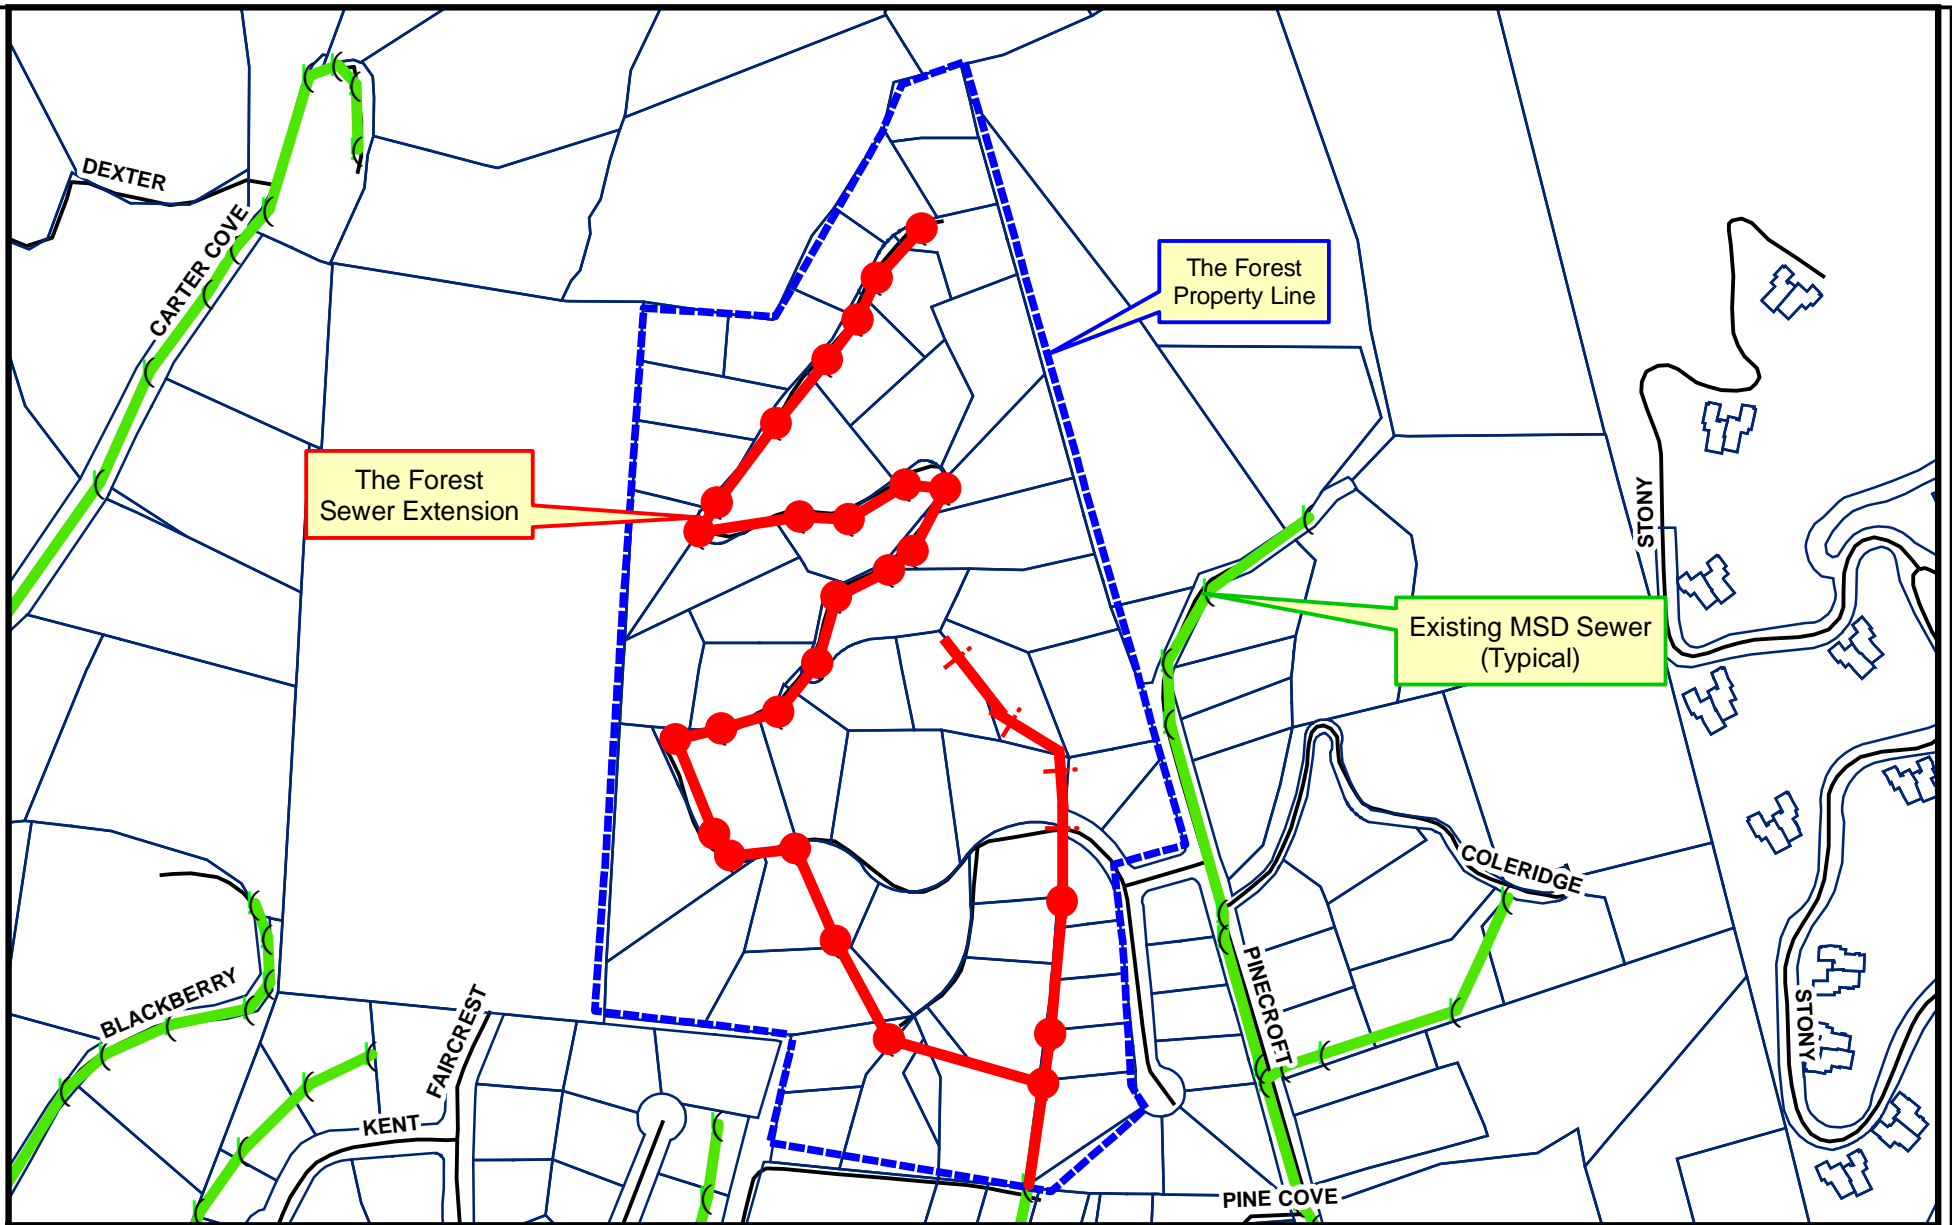 DEXTER
CARTER COVE
The Forest
Property Line
The Forest
Sewer Extension
STONY
Existing MSD Sewer
(Typical)
COLERIDGE
PINECROFT
BLACKBERRY
FAIRCREST
KENT
STONY
PINE COVE